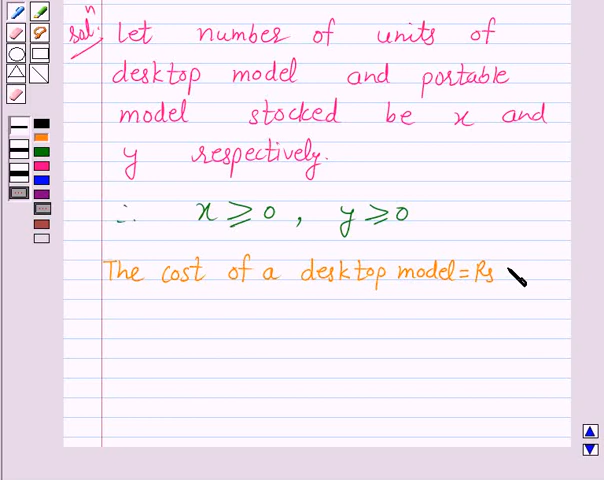 solⁿ. Let number of units of
desktop model and portable
model stocked be x and
y respectively.
∴ x ≥ 0 , y ≥ 0
The cost of a desktop model = Rs